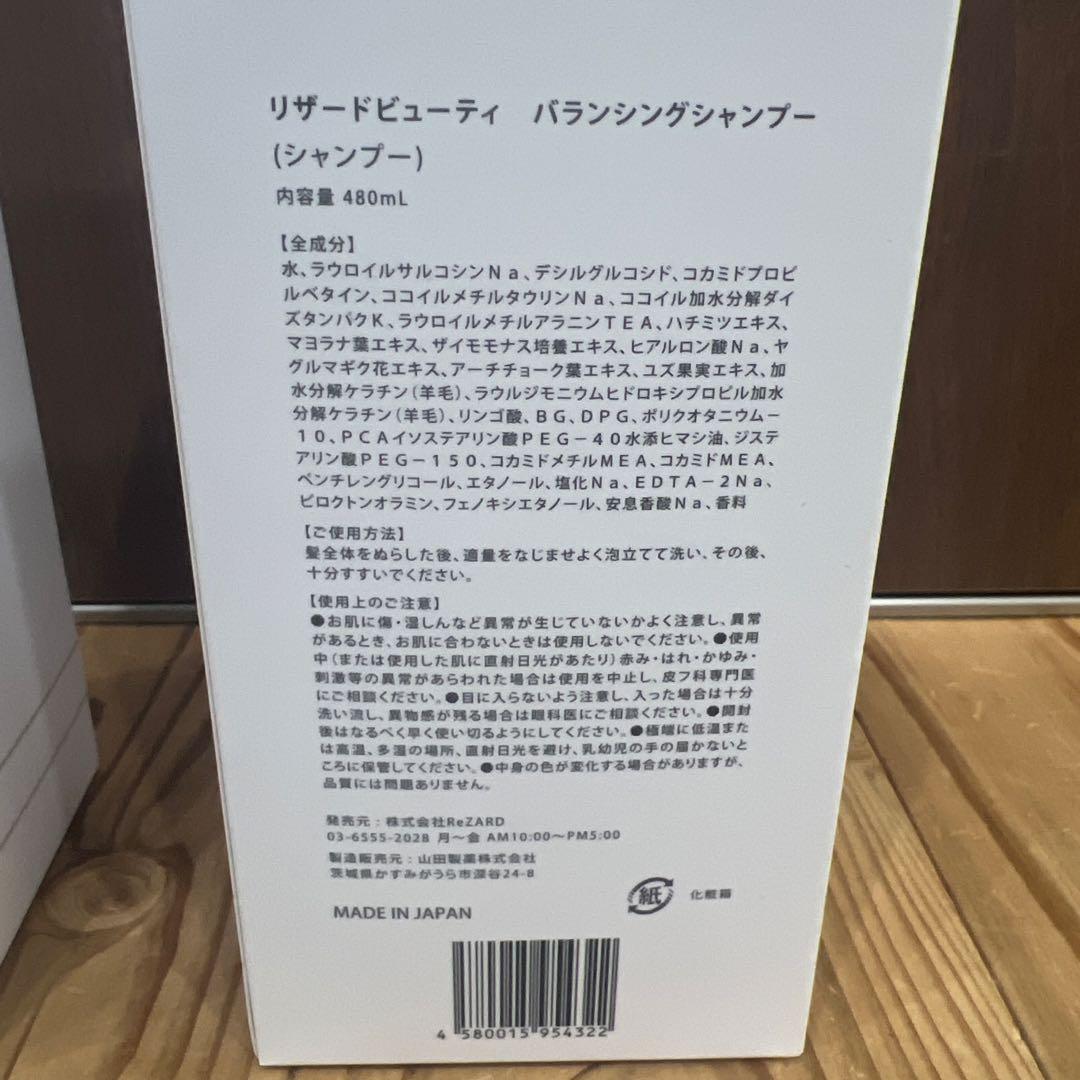 リザードビューティ　バランシングシャンプー
(シャンプー)
内容量 480mL
【全成分】
水、ラウロイルサルコシンＮａ、デシルグルコシド、コカミドプロピ
ルベタイン、ココイルメチルタウリンＮａ、ココイル加水分解ダイ
ズタンパクＫ、ラウロイルメチルアラニンＴＥＡ、ハチミツエキス、
マヨラナ葉エキス、ザイモモナス培養エキス、ヒアルロン酸Ｎａ、ヤ
グルマギク花エキス、アーチチョーク葉エキス、ユズ果実エキス、加
水分解ケラチン（羊毛）、ラウルジモニウムヒドロキシプロピル加水
分解ケラチン（羊毛）、リンゴ酸、ＢＧ、ＤＰＧ、ポリクオタニウム－
１０、ＰＣＡイソステアリン酸ＰＥＧ－４０水添ヒマシ油、ジステ
アリン酸ＰＥＧ－１５０、コカミドメチルＭＥＡ、コカミドＭＥＡ、
ペンチレングリコール、エタノール、塩化Ｎａ、ＥＤＴＡ－２Ｎａ、
ピロクトンオラミン、フェノキシエタノール、安息香酸Ｎａ、香料
【ご使用方法】
髪全体をぬらした後、適量をなじませよく泡立てて洗い、その後、
十分すすいでください。
【使用上のご注意】
●お肌に傷・湿しんなど異常が生じていないかよく注意し、異常
があるとき、お肌に合わないときは使用しないでください。●使用
中（または使用した肌に直射日光があたり）赤み・はれ・かゆみ・
刺激等の異常があらわれた場合は使用を中止し、皮フ科専門医
にご相談ください。●目に入らないよう注意し、入った場合は十分
洗い流し、異物感が残る場合は眼科医にご相談ください。●開封
後はなるべく早く使い切るようにしてください。●極端に低温また
は高温、多湿の場所、直射日光を避け、乳幼児の手の届かないと
ころに保管してください。●中身の色が変化する場合がありますが、
品質には問題ありません。
発売元：株式会社ReZARD
03-6555-2028 月～金 AM10:00～PM5:00
製造販売元：山田製薬株式会社
茨城県かすみがうら市深谷24-8
紙 化粧箱
MADE IN JAPAN
4 580015 954322